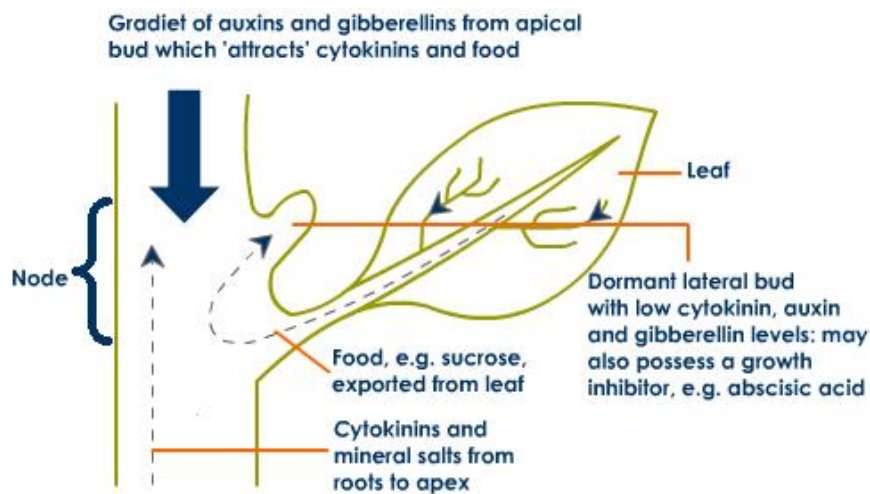 Gradiet of auxins and gibberellins from apical
bud which 'attracts' cytokinins and food
Leaf
Node
Dormant lateral bud
with low cytokinin, auxin
and gibberellin levels: may
also possess a growth
inhibitor, e.g. abscisic acid
Food, e.g. sucrose,
exported from leaf
Cytokinins and
mineral salts from
roots to apex